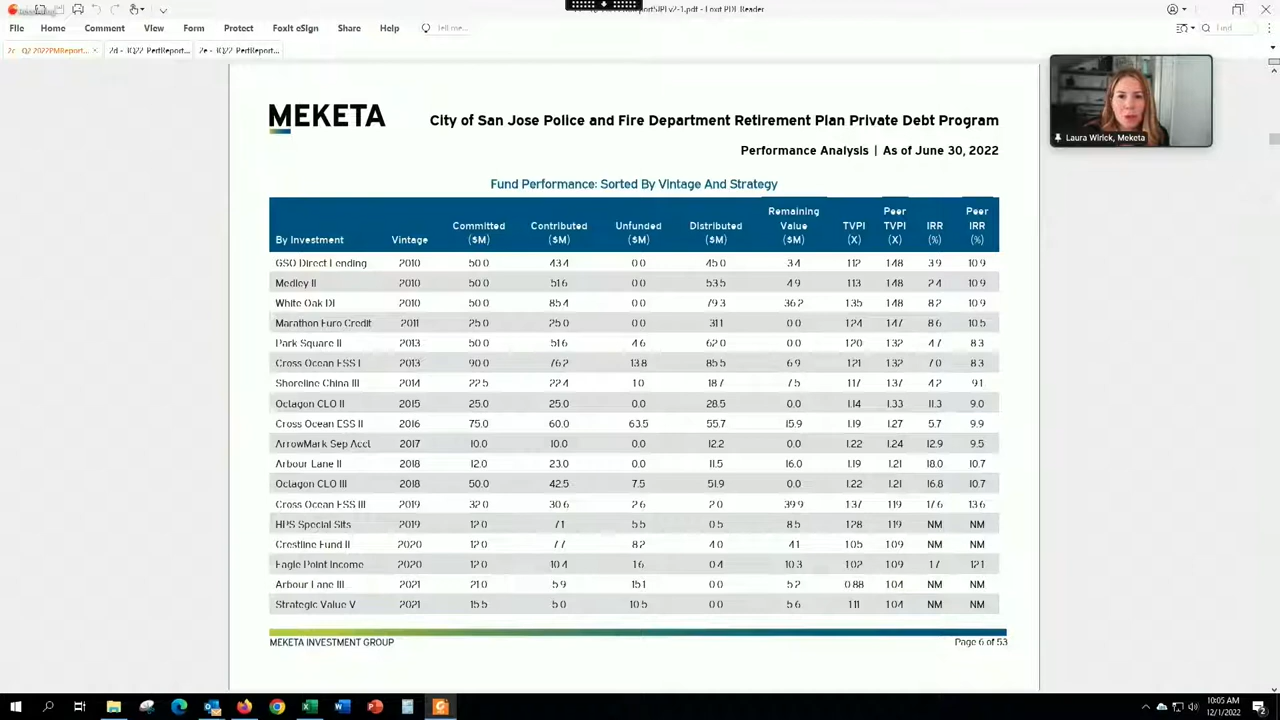 File Home Comment View Form Protect Foxit eSign Share Help Tell me... Find
MEKETA
City of San Jose Police and Fire Department Retirement Plan Private Debt Program
Performance Analysis | As of June 30, 2022
Laura Wirick, Meketa
Fund Performance: Sorted By Vintage And Strategy
By Investment Vintage Committed ($M) Contributed ($M) Unfunded ($M) Distributed ($M) Remaining Value ($M) TVPI (X) Peer TVPI (X) IRR (%) Peer IRR (%)
GSO Direct Lending 2010 50.0 43.4 0.0 45.0 3.4 1.12 1.48 3.9 10.9
Medley II 2010 50.0 51.6 0.0 53.5 4.9 1.13 1.48 2.4 10.9
White Oak DL 2010 50.0 85.4 0.0 79.3 36.2 1.35 1.48 8.2 10.9
Marathon Euro Credit 2011 25.0 25.0 0.0 31.1 0.0 1.24 1.47 8.6 10.5
Park Square II 2013 50.0 51.6 4.6 62.0 0.0 1.20 1.32 4.7 8.3
Cross Ocean ESS I 2013 90.0 76.2 13.8 85.5 6.9 1.21 1.32 7.0 8.3
Shoreline China III 2014 22.5 22.4 1.0 18.7 7.5 1.17 1.37 4.2 9.1
Octagon CLO II 2015 25.0 25.0 0.0 28.5 0.0 1.14 1.33 11.3 9.0
Cross Ocean ESS II 2016 75.0 60.0 63.5 55.7 15.9 1.19 1.27 5.7 9.9
ArrowMark Sep Acct 2017 10.0 10.0 0.0 12.2 0.0 1.22 1.24 12.9 9.5
Arbour Lane II 2018 12.0 23.0 0.0 11.5 16.0 1.19 1.21 18.0 10.7
Octagon CLO III 2018 50.0 42.5 7.5 51.9 0.0 1.22 1.21 16.8 10.7
Cross Ocean ESS III 2019 32.0 30.6 2.6 2.0 39.9 1.37 1.19 17.6 13.6
HPS Special Sits 2019 12.0 7.1 5.5 0.5 8.5 1.28 1.19 NM NM
Crestline Fund II 2020 12.0 7.7 8.2 4.0 4.1 1.05 1.09 NM NM
Eagle Point Income 2020 12.0 10.4 1.6 0.4 10.3 1.02 1.09 1.7 12.1
Arbour Lane III 2021 21.0 5.9 15.1 0.0 5.2 0.88 1.04 NM NM
Strategic Value V 2021 15.5 5.0 10.5 0.0 5.6 1.11 1.04 NM NM
MEKETA INVESTMENT GROUP
Page 6 of 53
10:05 AM
12/1/2022